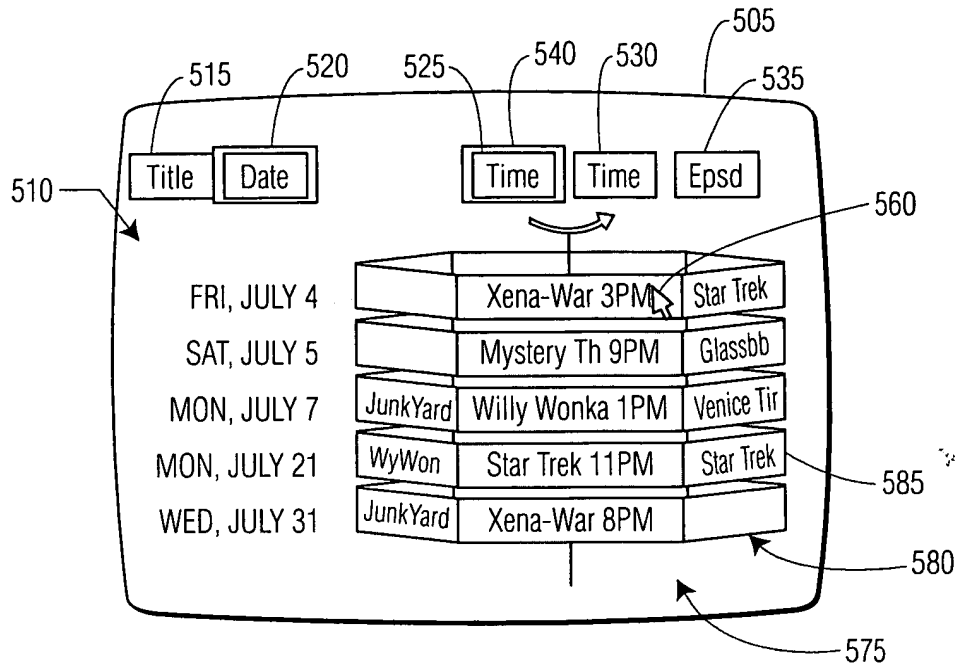 505
515 520 525 540 530 535
Title Date Time Time Epsd
510
560
FRI, JULY 4 Xena-War 3PM Star Trek
SAT, JULY 5 Mystery Th 9PM Glassbb
MON, JULY 7 JunkYard Willy Wonka 1PM Venice Tir
MON, JULY 21 WyWon Star Trek 11PM Star Trek
585
WED, JULY 31 JunkYard Xena-War 8PM
580
575